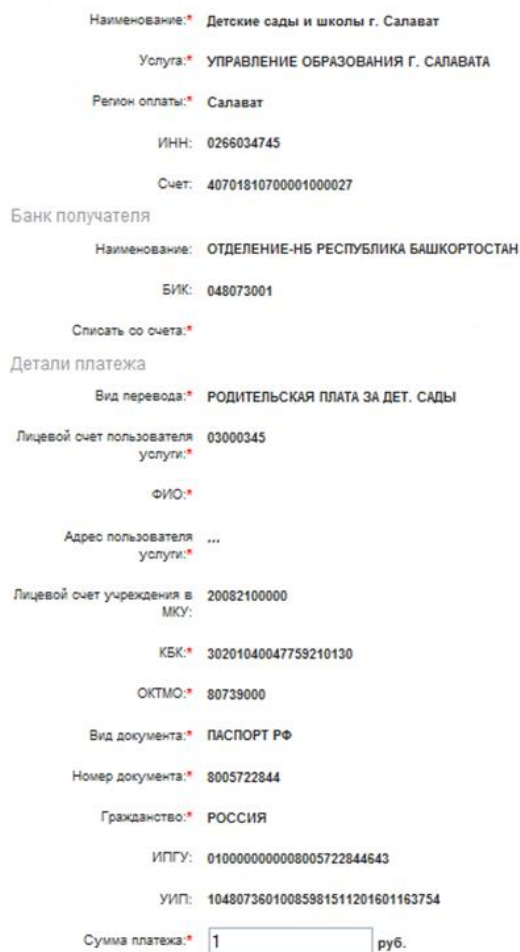 Наименование:* Детские сады и школы г. Салават
Услуга:* УПРАВЛЕНИЕ ОБРАЗОВАНИЯ Г. САЛАВАТА
Регион оплаты:* Салават
ИНН: 0266034745
Счет: 40701810700001000027
Банк получателя
Наименование: ОТДЕЛЕНИЕ-НБ РЕСПУБЛИКА БАШКОРТОСТАН
БИК: 048073001
Списать со счета:*
Детали платежа
Вид перевода:* РОДИТЕЛЬСКАЯ ПЛАТА ЗА ДЕТ. САДЫ
Лицевой счет пользователя 03000345
услуги:*
ФИО:*
Адрес пользователя ...
услуги:*
Лицевой счет учреждения в 20082100000
МКУ:
КБК:* 30201040047759210130
ОКТМО:* 80739000
Вид документа:* ПАСПОРТ РФ
Номер документа:* 8005722844
Гражданство:* РОССИЯ
ИПГУ: 0100000000008005722844643
УИП: 10480736010085981511201601163754
Сумма платежа:* 1 руб.